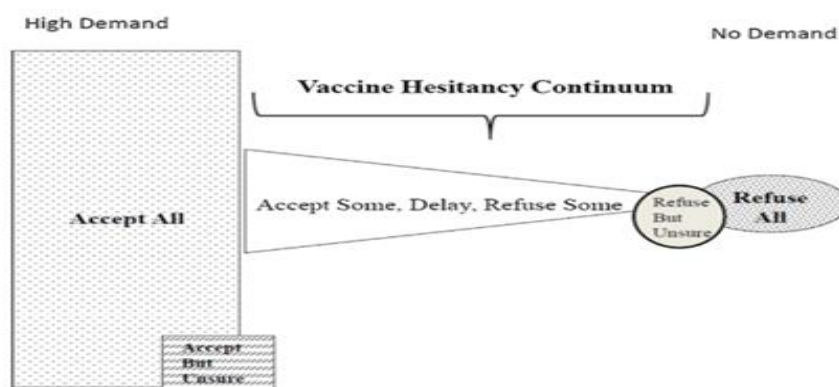 High Demand
No Demand
Vaccine Hesitancy Continuum
Accept All
Accept Some, Delay, Refuse Some
Refuse
But
Unsure
Refuse
All
Accept
But
Unsure